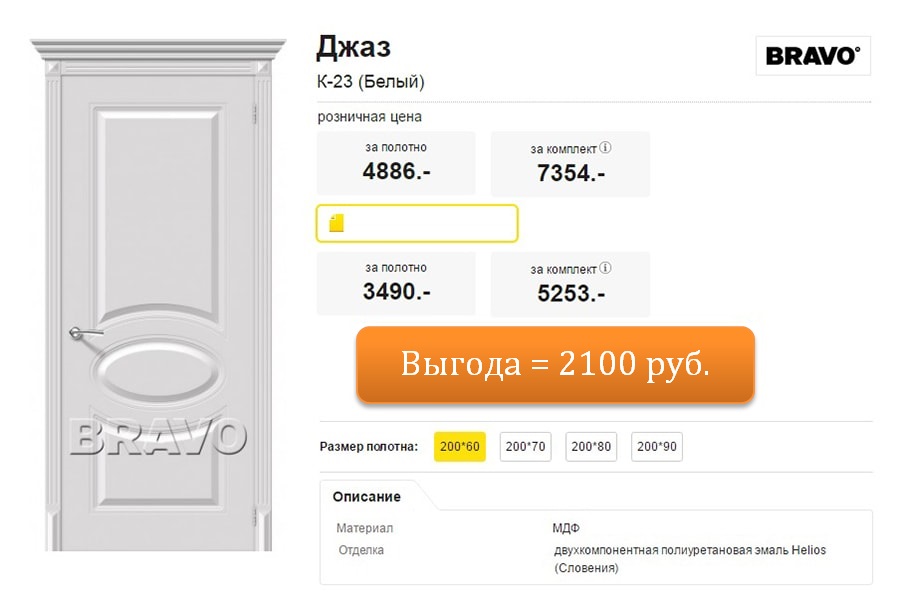 Джаз
BRAVO°
К-23 (Белый)
розничная цена
за полотно
4886.-
за комплект i
7354.-
за полотно
3490.-
за комплект i
5253.-
Выгода = 2100 руб.
BRAVO
Размер полотна: 200*60 200*70 200*80 200*90
Описание
Материал МДФ
Отделка двухкомпонентная полиуретановая эмаль Helios
(Словения)